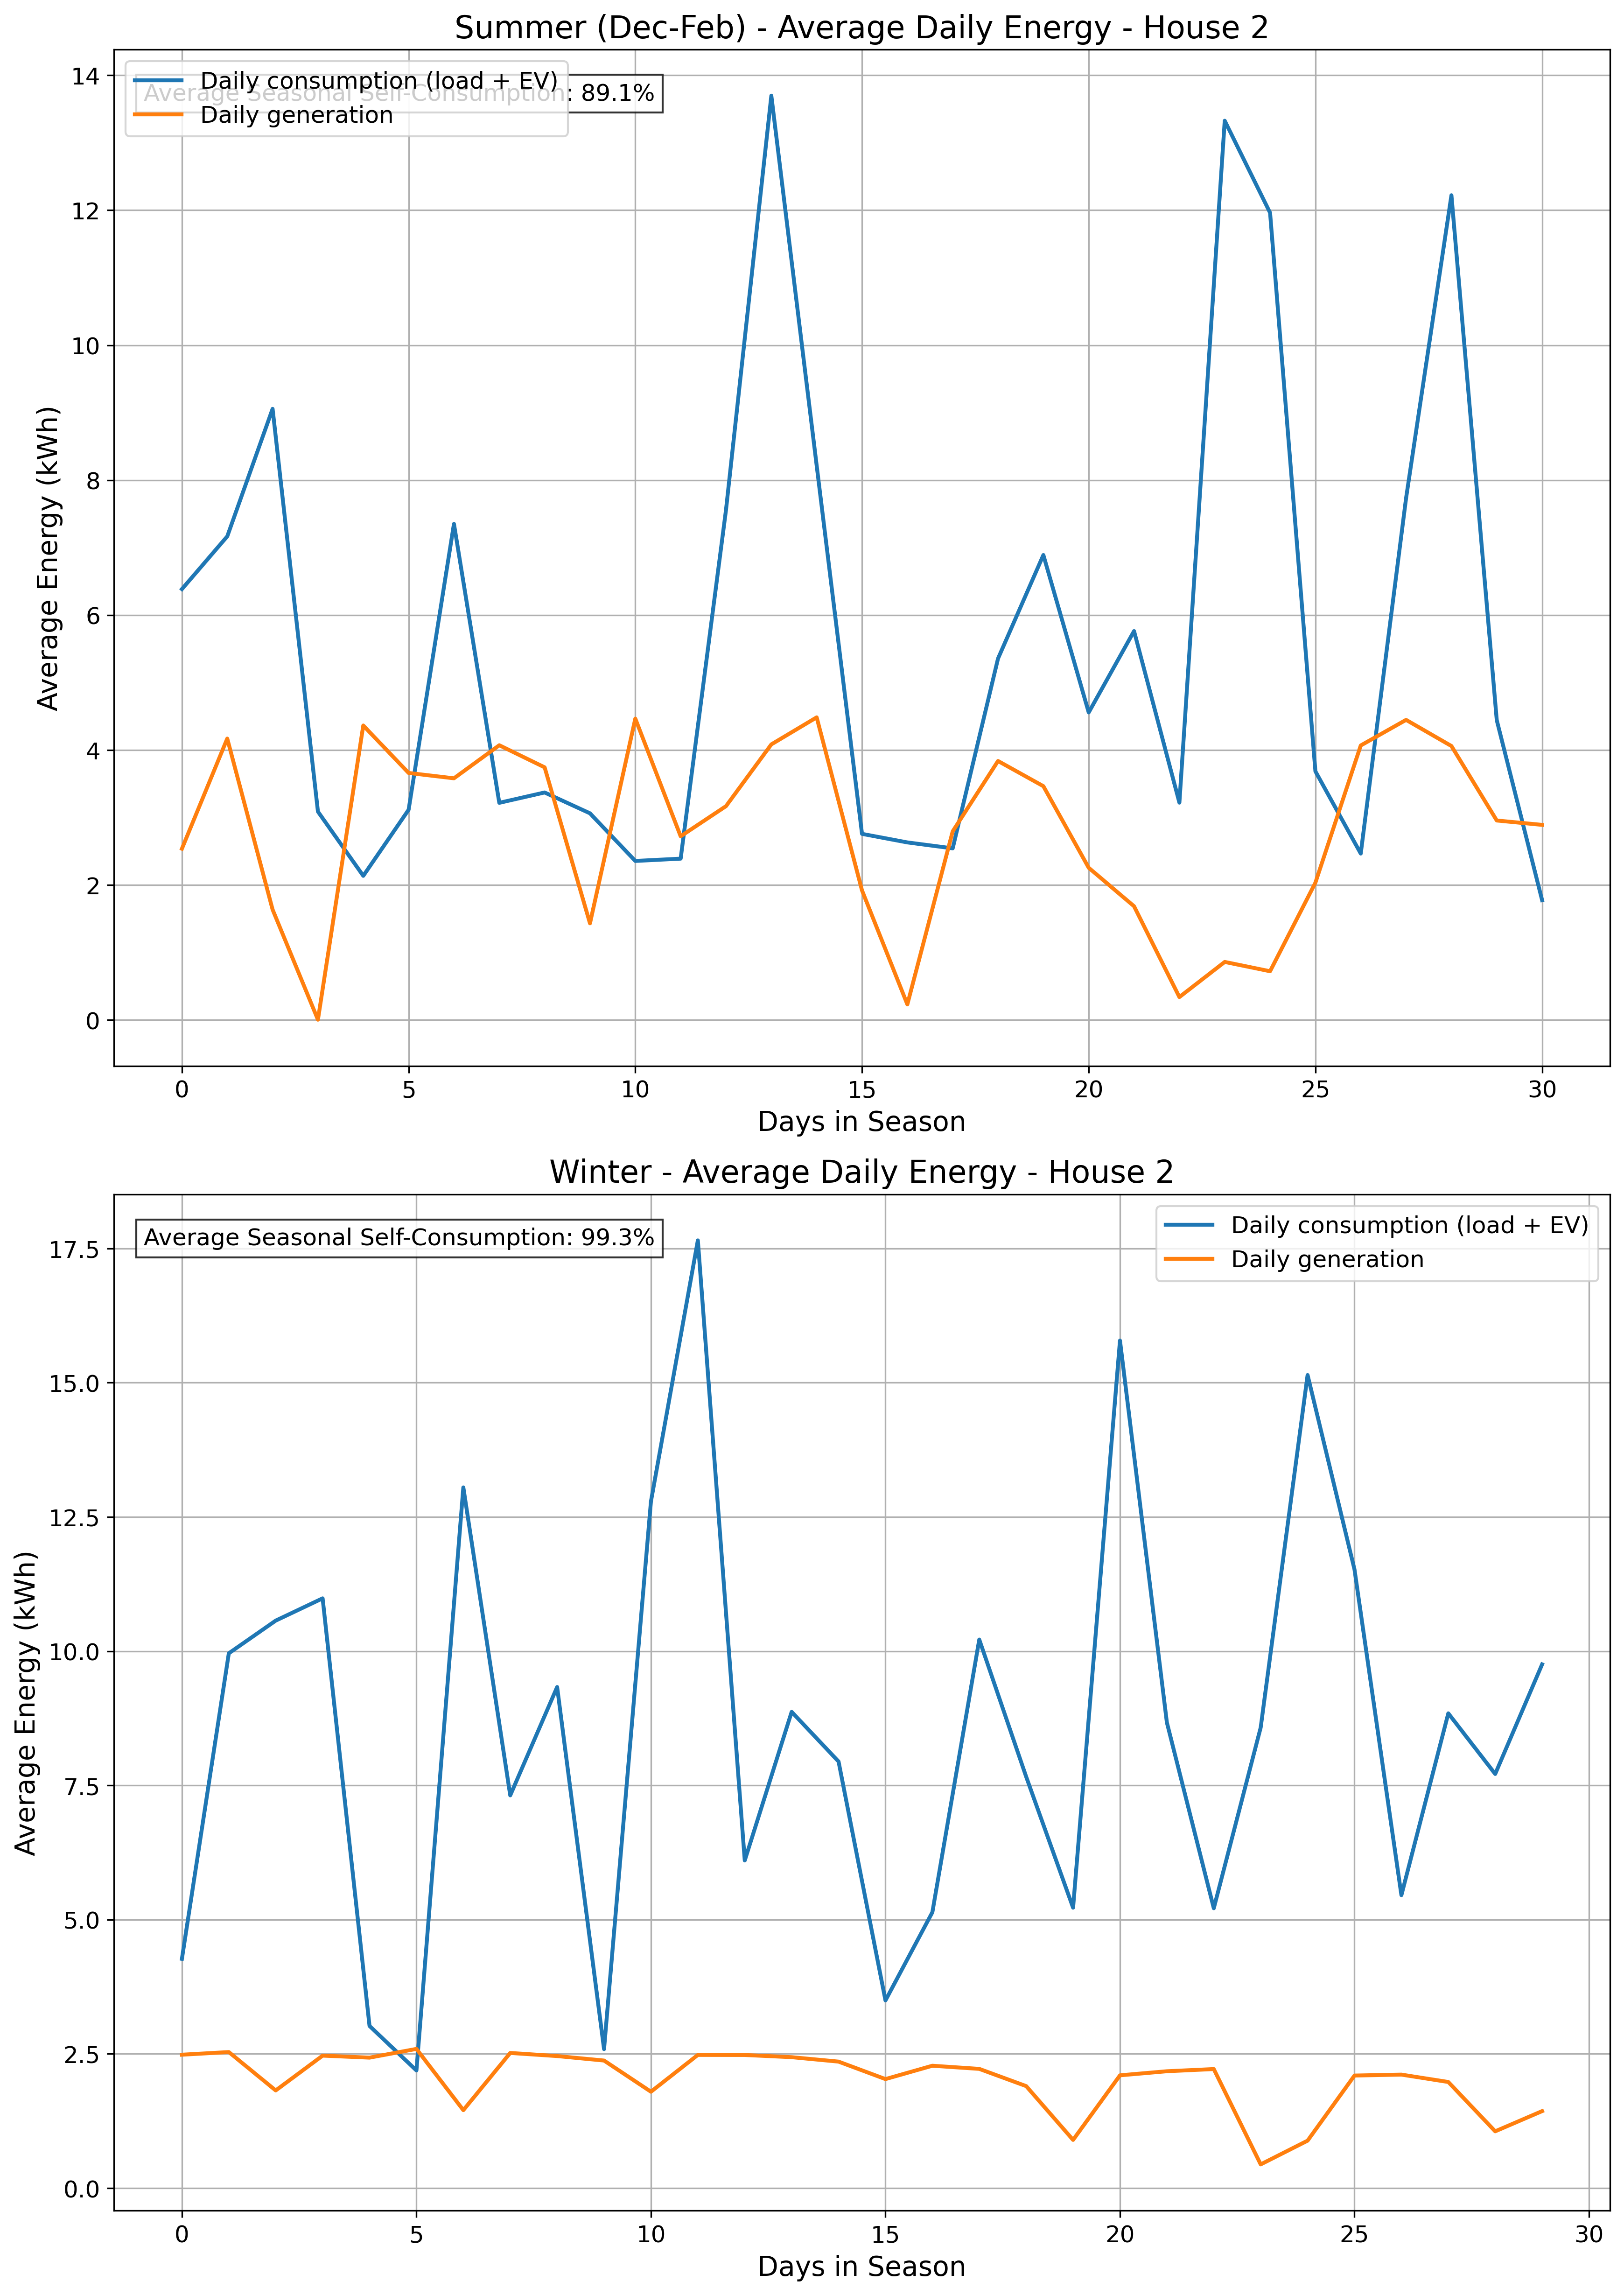 Summer (Dec-Feb) - Average Daily Energy - House 2
Average Seasonal Self-Consumption: 89.1%
Daily consumption (load + EV)
Daily generation
Average Energy (kWh)
14
12
10
8
6
4
2
0
0 5 10 15 20 25 30
Days in Season
Winter - Average Daily Energy - House 2
Average Seasonal Self-Consumption: 99.3%
Daily consumption (load + EV)
Daily generation
Average Energy (kWh)
17.5
15.0
12.5
10.0
7.5
5.0
2.5
0.0
0 5 10 15 20 25 30
Days in Season